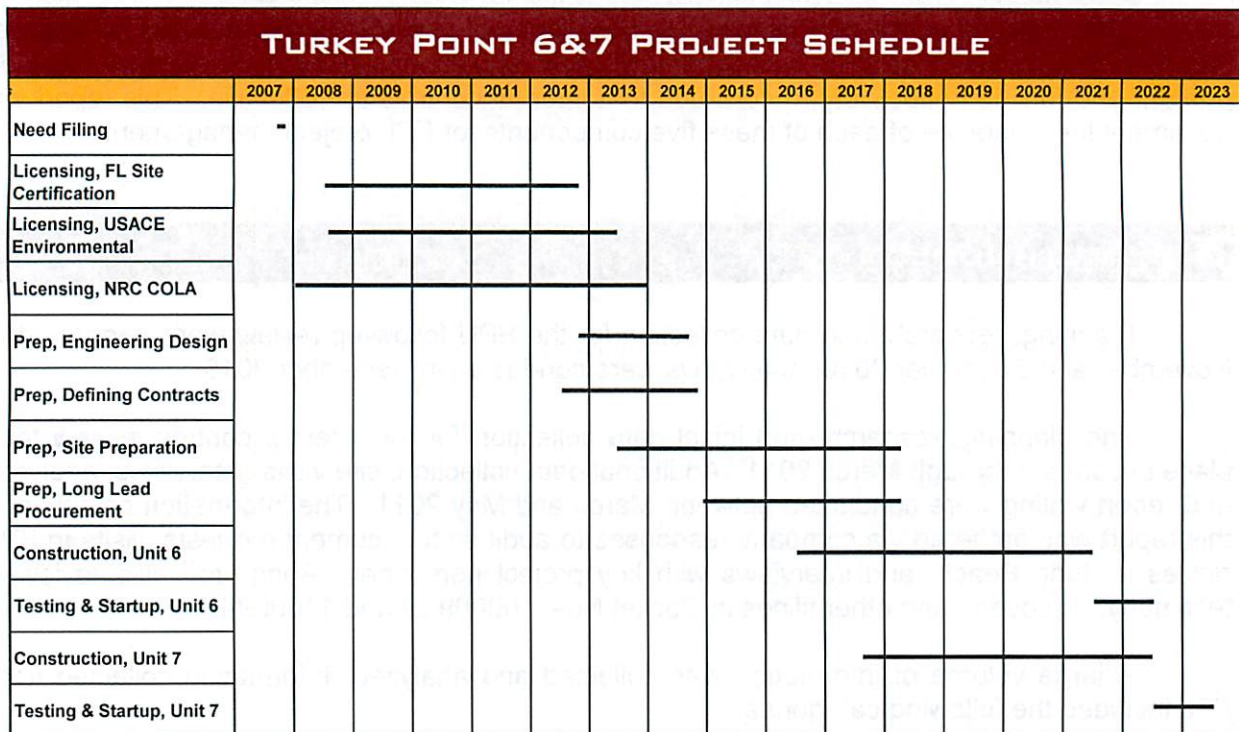 TURKEY POINT 6&7 PROJECT SCHEDULE
2007 2008 2009 2010 2011 2012 2013 2014 2015 2016 2017 2018 2019 2020 2021 2022 2023
Need Filing
Licensing, FL Site
Certification
Licensing, USACE
Environmental
Licensing, NRC COLA
Prep, Engineering Design
Prep, Defining Contracts
Prep, Site Preparation
Prep, Long Lead
Procurement
Construction, Unit 6
Testing & Startup, Unit 6
Construction, Unit 7
Testing & Startup, Unit 7